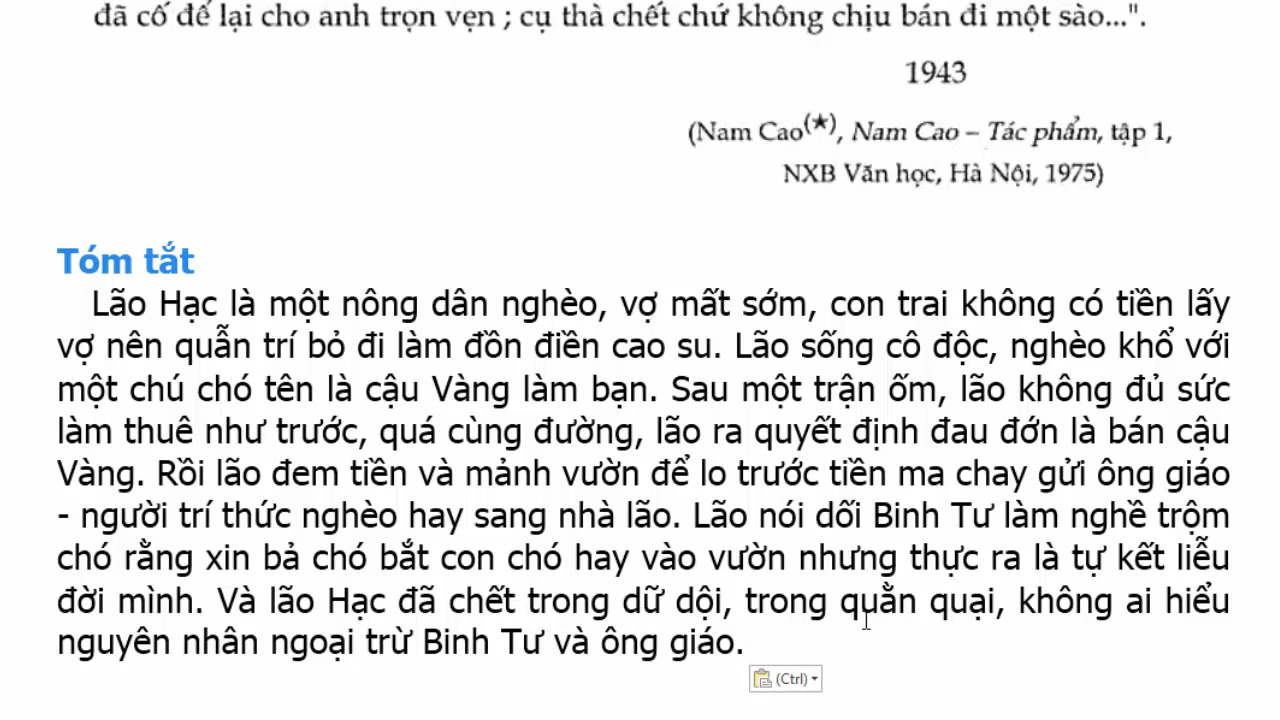 đã cố để lại cho anh trọn vẹn ; cụ thà chết chứ không chịu bán đi một sào...".
1943
(Nam Cao(★), Nam Cao – Tác phẩm, tập 1,
NXB Văn học, Hà Nội, 1975)
Tóm tắt
Lão Hạc là một nông dân nghèo, vợ mất sớm, con trai không có tiền lấy
vợ nên quẫn trí bỏ đi làm đồn điền cao su. Lão sống cô độc, nghèo khổ với
một chú chó tên là cậu Vàng làm bạn. Sau một trận ốm, lão không đủ sức
làm thuê như trước, quá cùng đường, lão ra quyết định đau đớn là bán cậu
Vàng. Rồi lão đem tiền và mảnh vườn để lo trước tiền ma chay gửi ông giáo
- người trí thức nghèo hay sang nhà lão. Lão nói dối Binh Tư làm nghề trộm
chó rằng xin bả chó bắt con chó hay vào vườn nhưng thực ra là tự kết liễu
đời mình. Và lão Hạc đã chết trong dữ dội, trong quằn quại, không ai hiểu
nguyên nhân ngoại trừ Binh Tư và ông giáo.
(Ctrl)